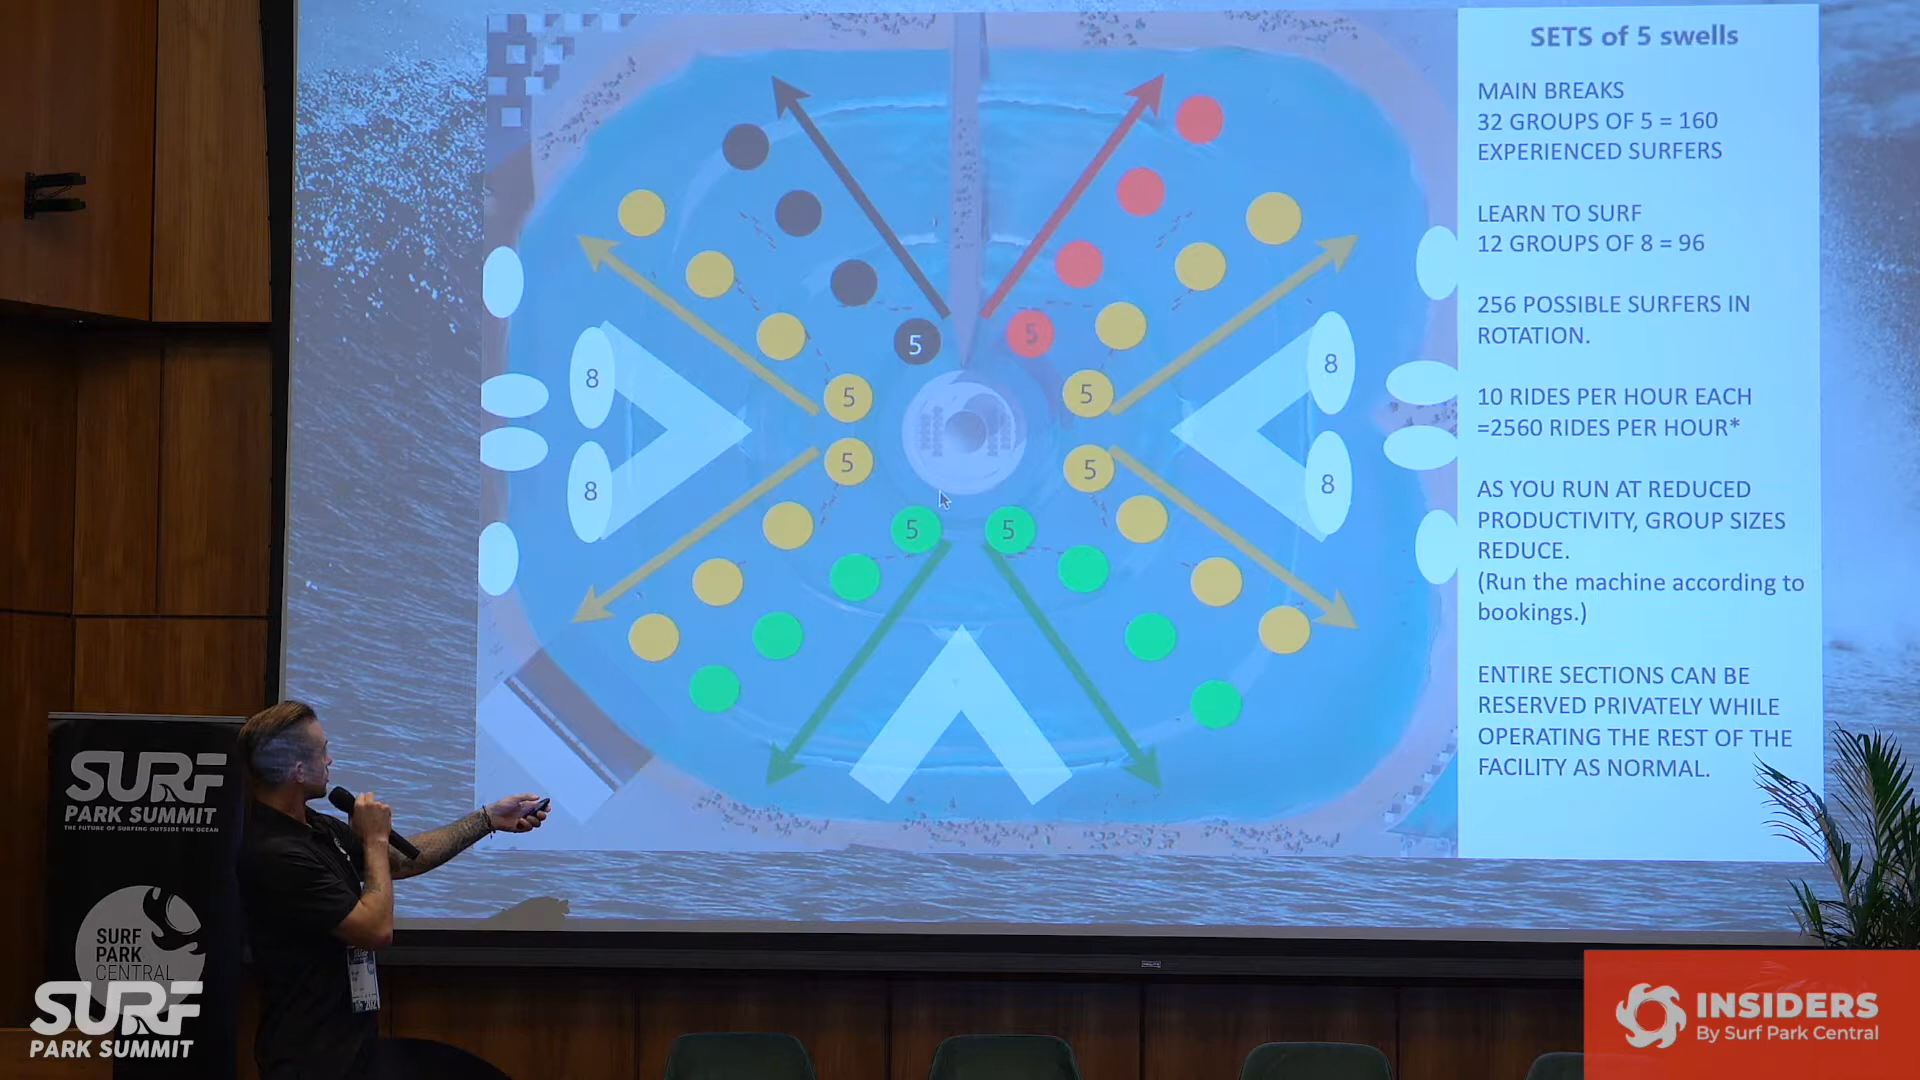 SETS of 5 swells
MAIN BREAKS
32 GROUPS OF 5 = 160
EXPERIENCED SURFERS
LEARN TO SURF
12 GROUPS OF 8 = 96
256 POSSIBLE SURFERS IN
ROTATION.
10 RIDES PER HOUR EACH
=2560 RIDES PER HOUR*
AS YOU RUN AT REDUCED
PRODUCTIVITY, GROUP SIZES
REDUCE.
(Run the machine according to
bookings.)
ENTIRE SECTIONS CAN BE
RESERVED PRIVATELY WHILE
OPERATING THE REST OF THE
FACILITY AS NORMAL.
5
5
5
5
5
5
5
5
8
8
8
8
SURF
PARK SUMMIT
THE FUTURE OF SURFING OUTSIDE THE OCEAN
SURF
PARK
CENTRAL
SURF
PARK SUMMIT
INSIDERS
By Surf Park Central